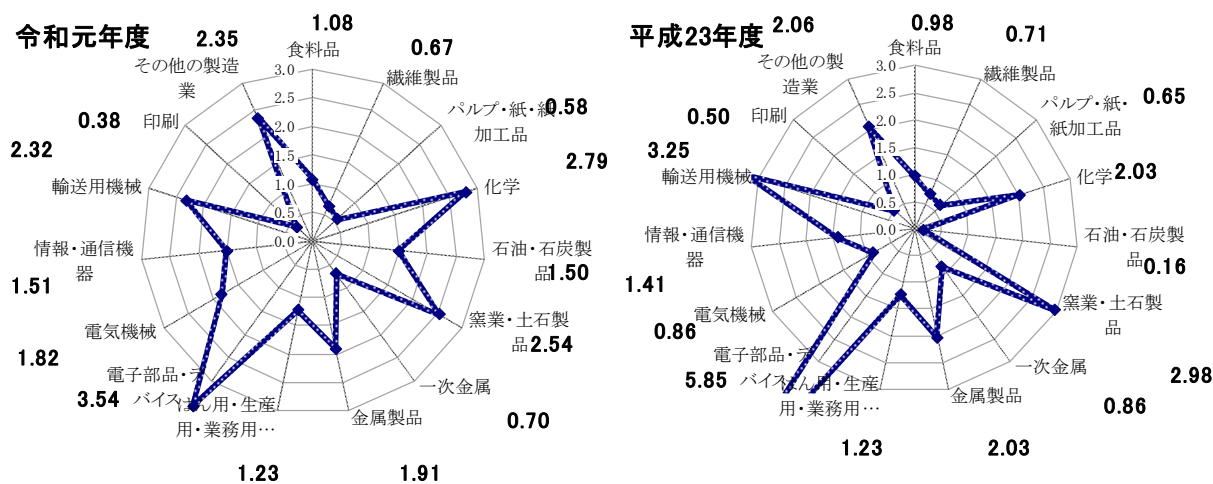 令和元年度
1.08
食料品
0.67
繊維製品
0.58
パルプ・紙・紙
加工品
2.79
化学
石油・石炭製
品
1.50
窯業・土石製
品
2.54
一次金属
0.70
金属製品
1.91
はん用・生産
用・業務用…
1.23
電子部品・デ
バイス
3.54
電気機械
1.82
情報・通信機
器
1.51
輸送用機械
2.32
印刷
0.38
その他の製造
業
2.35
3.0
2.5
2.0
1.5
1.0
0.5
0.0
平成23年度
0.98
食料品
0.71
繊維製品
0.65
パルプ・紙・
紙加工品
化学
2.03
石油・石炭製
品
0.16
窯業・土石製
品
2.98
一次金属
0.86
金属製品
2.03
はん用・生産
用・業務用…
1.23
電子部品・デ
バイス
5.85
電気機械
0.86
情報・通信機
器
1.41
輸送用機械
3.25
印刷
0.50
その他の製
造業
2.06
3.0
2.5
2.0
1.5
1.0
0.5
0.0